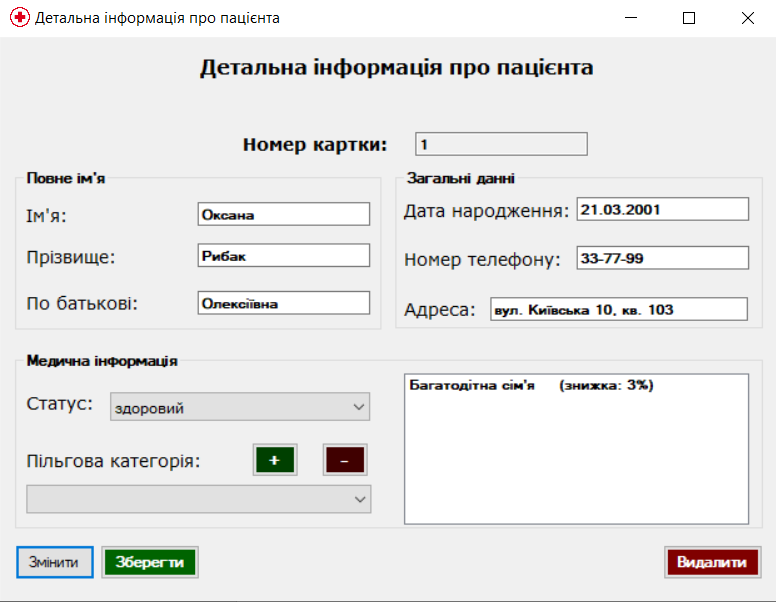 Детальна інформація про пацієнта
Детальна інформація про пацієнта
Номер картки: 1
Повне ім'я
Ім'я: Оксана
Прізвище: Рибак
По батькові: Олексіївна
Загальні данні
Дата народження: 21.03.2001
Номер телефону: 33-77-99
Адреса: вул. Київська 10, кв. 103
Медична інформація
Статус: здоровий
Пільгова категорія: + -
Багатодітна сім'я (знижка: 3%)
Змінити Зберегти Видалити